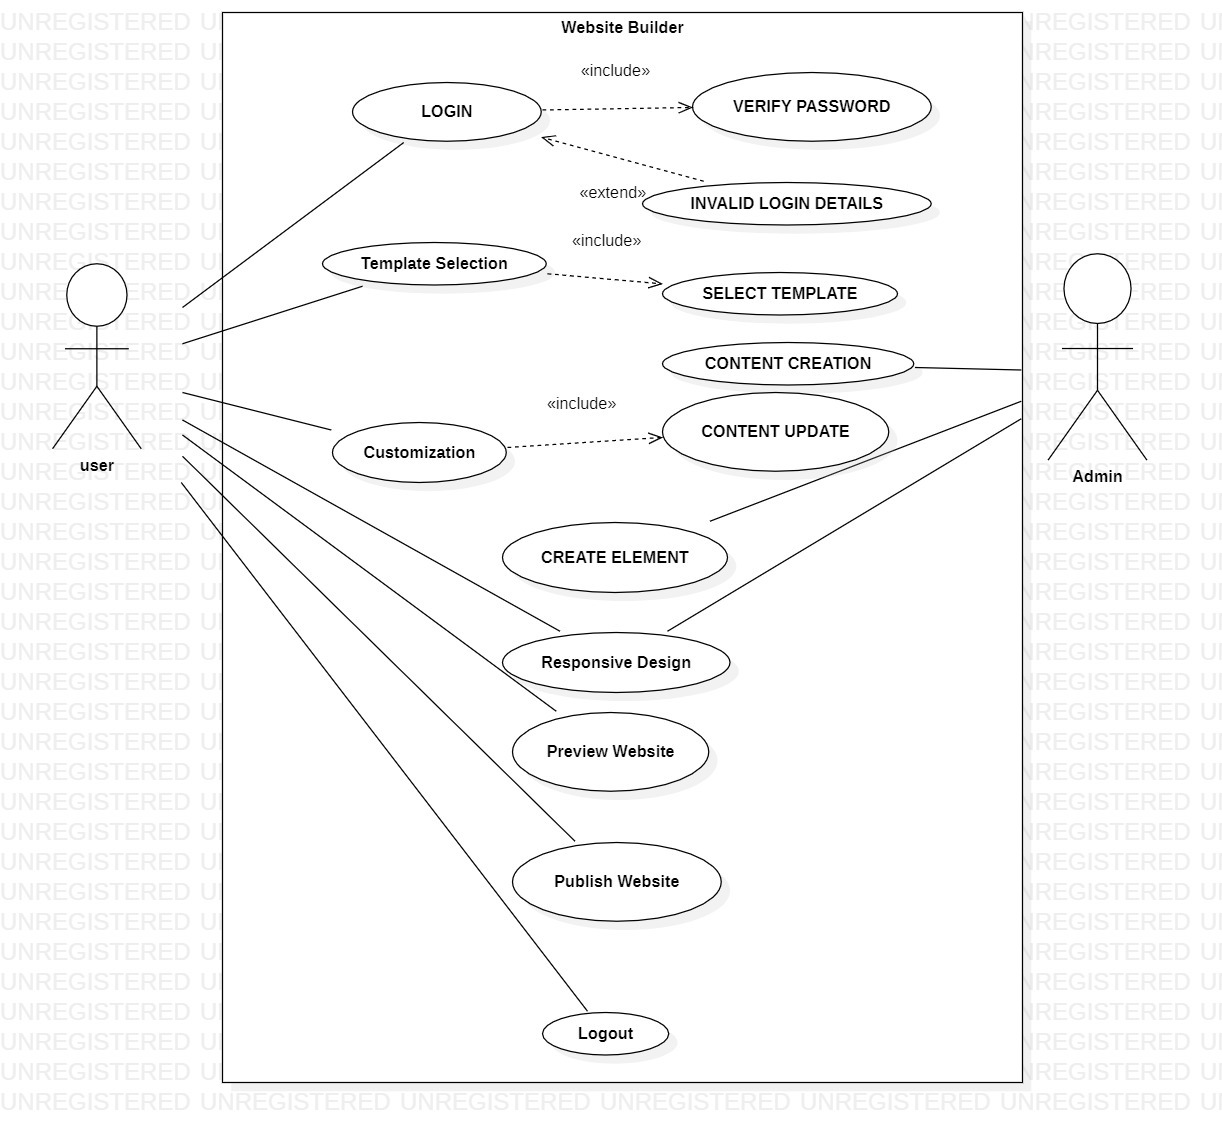 Website Builder
«include»
LOGIN
VERIFY PASSWORD
«extend»
INVALID LOGIN DETAILS
«include»
Template Selection
SELECT TEMPLATE
CONTENT CREATION
«include»
CONTENT UPDATE
Customization
user
Admin
CREATE ELEMENT
Responsive Design
Preview Website
Publish Website
Logout
UNREGISTERED UNREGISTERED UNREGISTERED UNREGISTERED UNREGISTERED UNREGISTERED